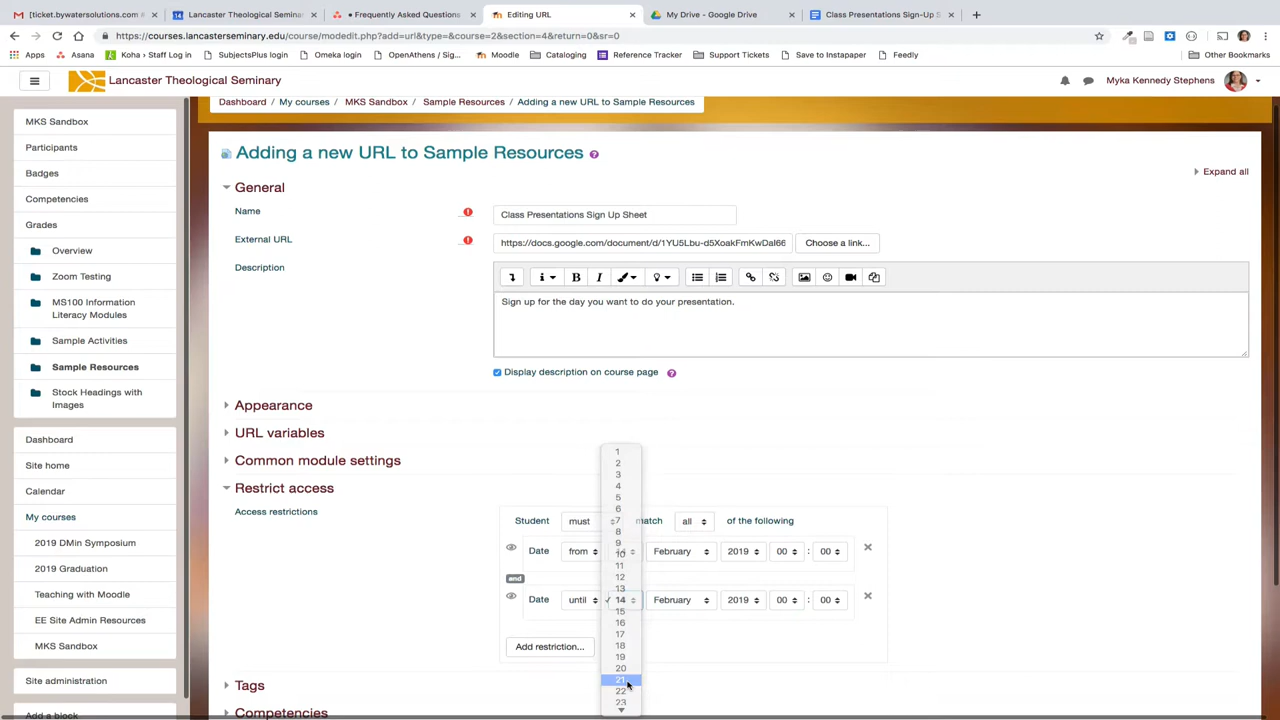 [ticket.bywatersolutions.com # ×
14 Lancaster Theological Semina ×
• Frequently Asked Questions ×
Editing URL ×
My Drive - Google Drive ×
Class Presentations Sign-Up S ×
https://courses.lancasterseminary.edu/course/modedit.php?add=url&type=&course=2&section=4&return=0&sr=0
Apps
Asana
Koha › Staff Log in
SubjectsPlus login
Omeka login
OpenAthens / Sig...
Moodle
Cataloging
Reference Tracker
Support Tickets
Save to Instapaper
Feedly
Other Bookmarks
Lancaster Theological Seminary
Myka Kennedy Stephens
Dashboard / My courses / MKS Sandbox / Sample Resources / Adding a new URL to Sample Resources
MKS Sandbox
Participants
Badges
Competencies
Grades
Overview
Zoom Testing
MS100 Information
Literacy Modules
Sample Activities
Sample Resources
Stock Headings with
Images
Dashboard
Site home
Calendar
My courses
2019 DMin Symposium
2019 Graduation
Teaching with Moodle
EE Site Admin Resources
MKS Sandbox
Site administration
Add a block
Adding a new URL to Sample Resources
Expand all
General
Name
Class Presentations Sign Up Sheet
External URL
https://docs.google.com/document/d/1YU5Lbu-d5XoakFmKwDal66
Choose a link...
Description
i B I
Sign up for the day you want to do your presentation.
Display description on course page
Appearance
URL variables
Common module settings
Restrict access
Access restrictions
Student must match all of the following
Date from February 2019 00 : 00
and
Date until February 2019 00 : 00
Add restriction...
1
2
3
4
5
6
7
8
9
10
11
12
13
✓ 14
15
16
17
18
19
20
21
22
23
Tags
Competencies